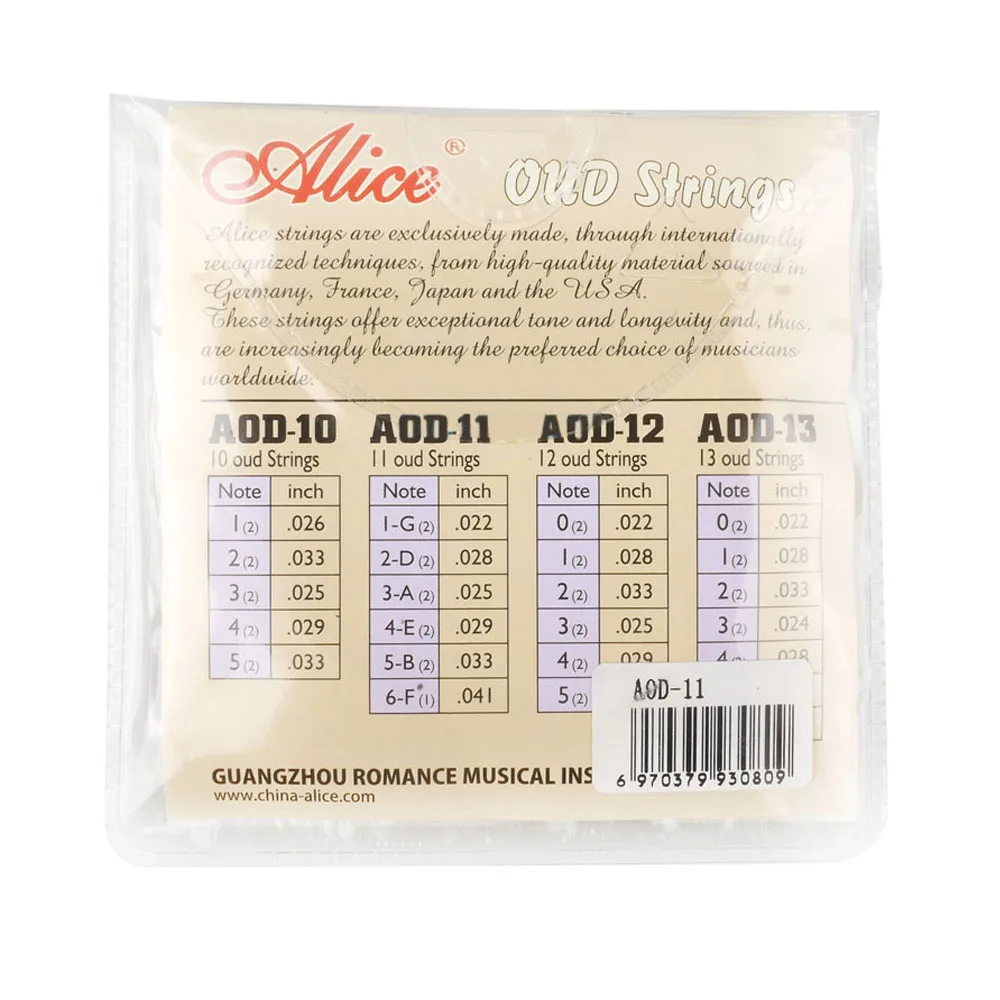 Alice®
OUD Strings
Alice strings are exclusively made, through internationally
recognized techniques, from high-quality material sourced in
Germany, France, Japan and the USA.
These strings offer exceptional tone and longevity and, thus,
are increasingly becoming the preferred choice of musicians
worldwide.
AOD-10
10 oud Strings
Note inch
1(2) .026
2(2) .033
3(2) .025
4(2) .029
5(2) .033
AOD-11
11 oud Strings
Note inch
1-G(2) .022
2-D(2) .028
3-A(2) .025
4-E(2) .029
5-B(2) .033
6-F#(1) .041
AOD-12
12 oud Strings
Note inch
0(2) .022
1(2) .028
2(2) .033
3(2) .025
4(2) .029
5(2)
AOD-13
13 oud Strings
Note inch
0(2) .022
1(2) .028
2(2) .033
3(2) .024
4(2) .028
AOD-11
6 970379 930809
GUANGZHOU ROMANCE MUSICAL INS
www.china-alice.com